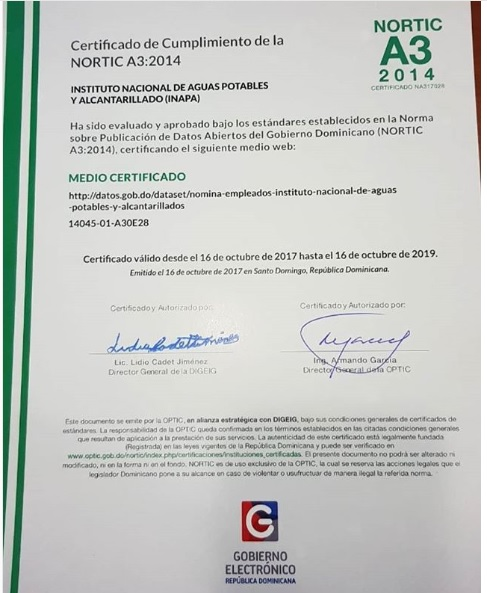 Certificado de Cumplimiento de la
NORTIC A3:2014
NORTIC
A3
2014
INSTITUTO NACIONAL DE AGUAS POTABLES
Y ALCANTARILLADO (INAPA)
Ha sido evaluado y aprobado bajo los estándares establecidos en la Norma
sobre Publicación de Datos Abiertos del Gobierno Dominicano (NORTIC
A3:2014), certificando el siguiente medio web:
MEDIO CERTIFICADO
http://datos.gob.do/dataset/nomina-empleados-instituto-nacional-de-aguas
-potables-y-alcantarillados
14045-01-A30E28
Certificado válido desde el 16 de octubre de 2017 hasta el 16 de octubre de 2019.
Emitido el 16 de octubre de 2017 en Santo Domingo, República Dominicana.
Certificado y Autorizado por:
Lic. Lidio Cadet Jiménez
Director General de la DIGEIG
Certificado y Autorizado por:
Ing. Armando García
Director General de la OPTIC
Este documento se emite por la OPTIC, en alianza estratégica con DIGEIG, bajo sus condiciones generales de certificados de
estándares. La responsabilidad de la OPTIC queda confirmada en los términos establecidos en las citadas condiciones generales
que resultan de aplicación a la prestación de sus servicios. La autenticidad de este certificado está legalmente fundada
(Registrada) en las leyes vigentes de la República Dominicana y puede ser verificado en
www.optic.gob.do/nortic/index.php/certificaciones/instituciones_certificadas. El presente documento no podrá ser alterado ni
modificado, ni en la forma ni en el fondo. NORTIC es de uso exclusivo de la OPTIC, la cual se reserva las acciones legales que el
legislador Dominicano pone a su alcance en caso de violentar o usufructuar de manera ilegal la referida norma.
GOBIERNO
ELECTRÓNICO
REPÚBLICA DOMINICANA